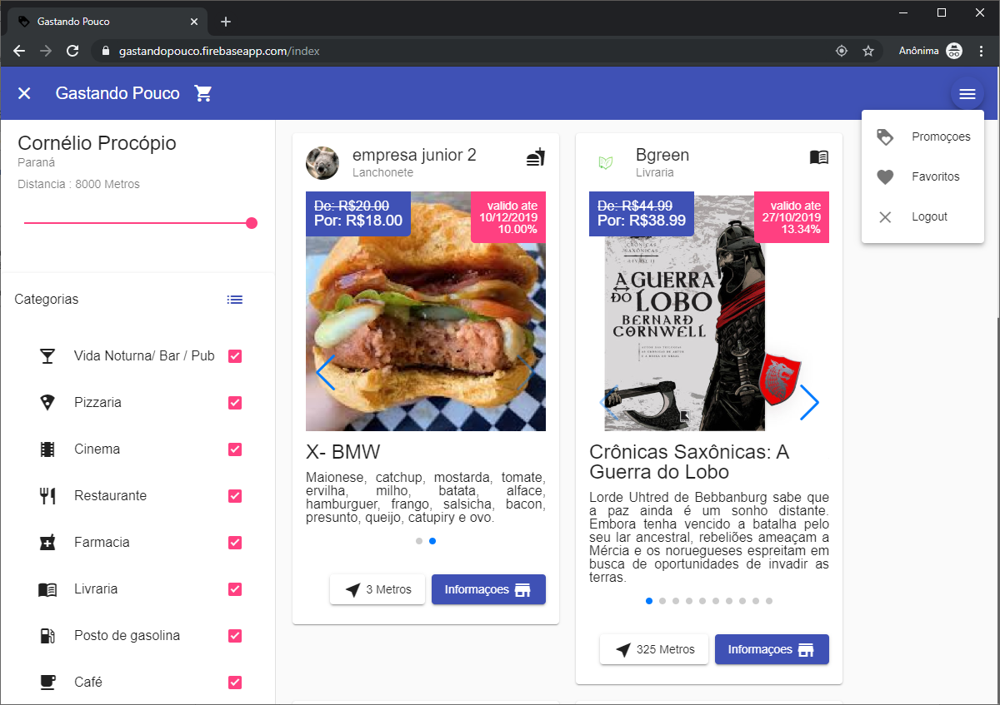 Gastando Pouco
gastandopouco.firebaseapp.com/index
Anônima
Gastando Pouco
Promoçoes
Favoritos
Logout
Cornélio Procópio
Paraná
Distancia : 8000 Metros
Categorias
Vida Noturna/ Bar / Pub
Pizzaria
Cinema
Restaurante
Farmacia
Livraria
Posto de gasolina
Café
empresa junior 2
Lanchonete
De: R$20.00
Por: R$18.00
valido ate
10/12/2019
10.00%
X- BMW
Maionese, catchup, mostarda, tomate,
ervilha, milho, batata, alface,
hamburguer, frango, salsicha, bacon,
presunto, queijo, catupiry e ovo.
3 Metros
Informaçoes
Bgreen
Livraria
De: R$44.99
Por: R$38.99
valido ate
27/10/2019
13.34%
CRÔNICAS
SAXÔNICAS
LIVRO II
A GUERRA
DO LOBO
BERNARD
CORNWELL
Crônicas Saxônicas: A
Guerra do Lobo
Lorde Uhtred de Bebbanburg sabe que
a paz ainda é um sonho distante.
Embora tenha vencido a batalha pelo
seu lar ancestral, rebeliões ameaçam a
Mércia e os noruegueses espreitam em
busca de oportunidades de invadir as
terras.
325 Metros
Informaçoes